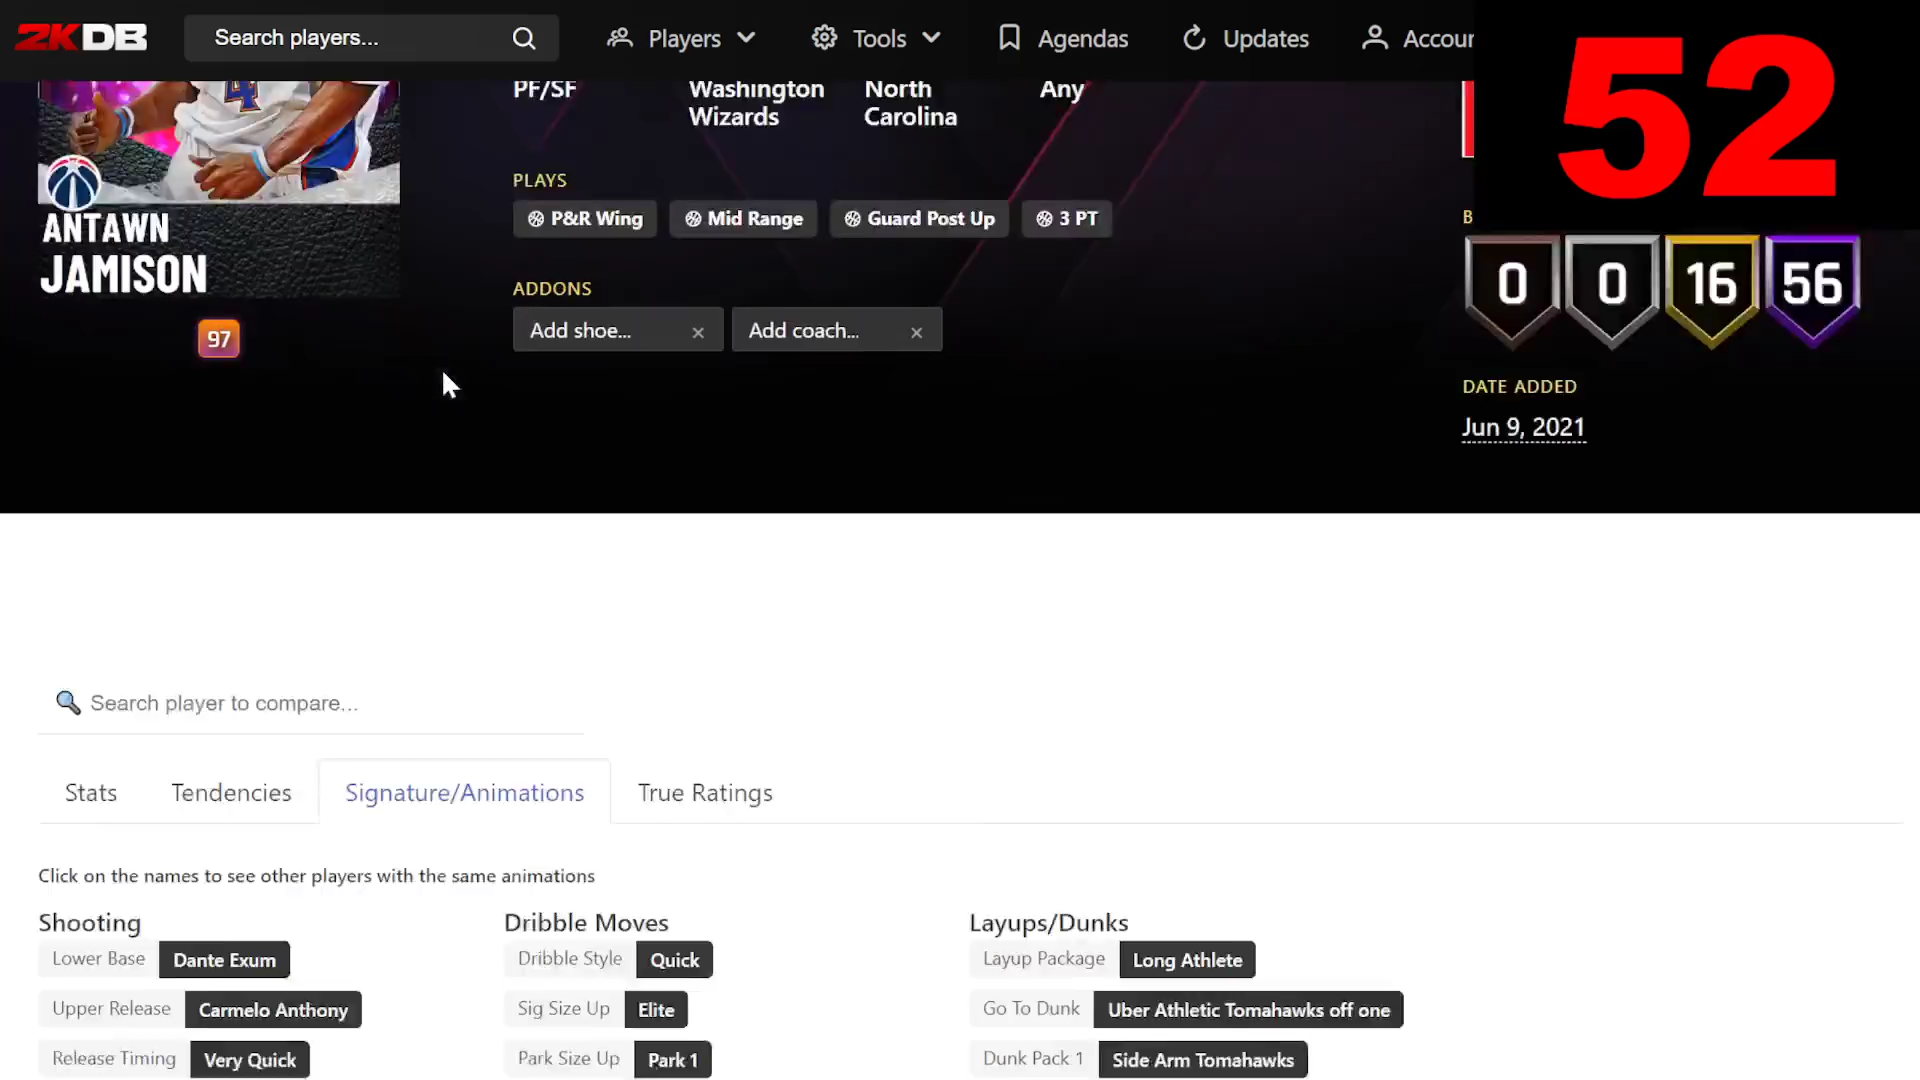 2KDB
Search players...
Players
Tools
Agendas
Updates
Accoun
52
4
PF/SF
Washington
Wizards
North
Carolina
Any
PLAYS
P&R Wing
Mid Range
Guard Post Up
3 PT
ANTAWN
JAMISON
97
ADDONS
Add shoe... ×
Add coach... ×
B
0
0
16
56
DATE ADDED
Jun 9, 2021
Search player to compare...
Stats
Tendencies
Signature/Animations
True Ratings
Click on the names to see other players with the same animations
Shooting
Lower Base Dante Exum
Upper Release Carmelo Anthony
Release Timing Very Quick
Dribble Moves
Dribble Style Quick
Sig Size Up Elite
Park Size Up Park 1
Layups/Dunks
Layup Package Long Athlete
Go To Dunk Uber Athletic Tomahawks off one
Dunk Pack 1 Side Arm Tomahawks